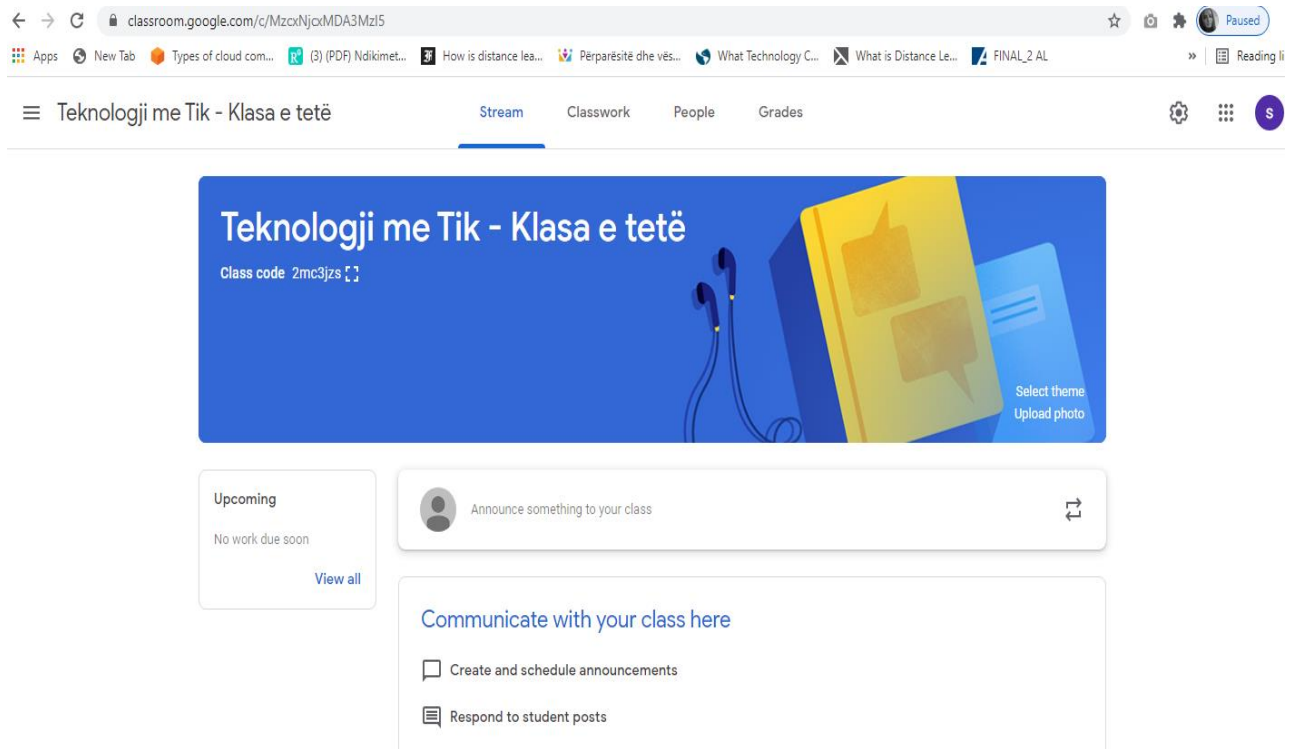 classroom.google.com/c/MzcxNjcxMDA3MzI5 Paused
Apps New Tab Types of cloud com... (3) (PDF) Ndikimet... How is distance lea... Përparësitë dhe vës... What Technology C... What is Distance Le... FINAL_2 AL » Reading li
Teknologji me Tik - Klasa e tetë Stream Classwork People Grades S
Teknologji me Tik - Klasa e tetë
Class code 2mc3jzs
Select theme
Upload photo
Upcoming
No work due soon
View all
Announce something to your class
Communicate with your class here
Create and schedule announcements
Respond to student posts